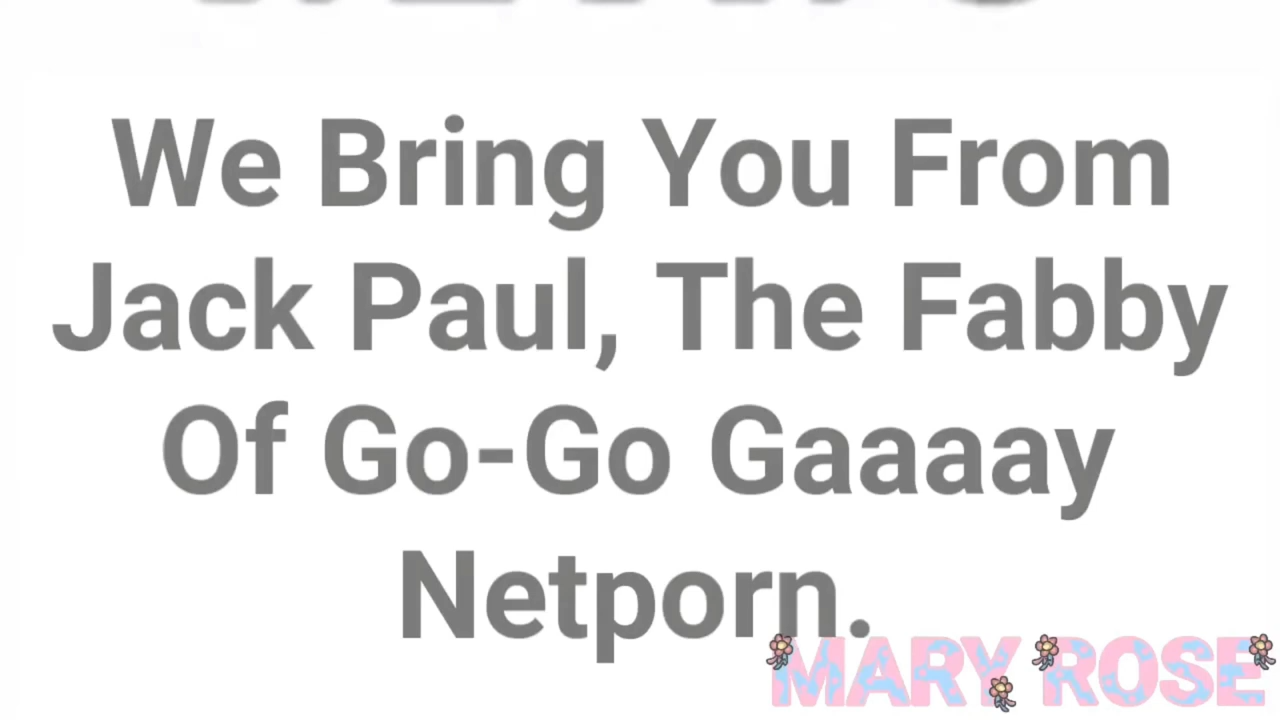 We Bring You From
Jack Paul, The Fabby
Of Go-Go Gaaaay
Netporn.
MARY ROSE